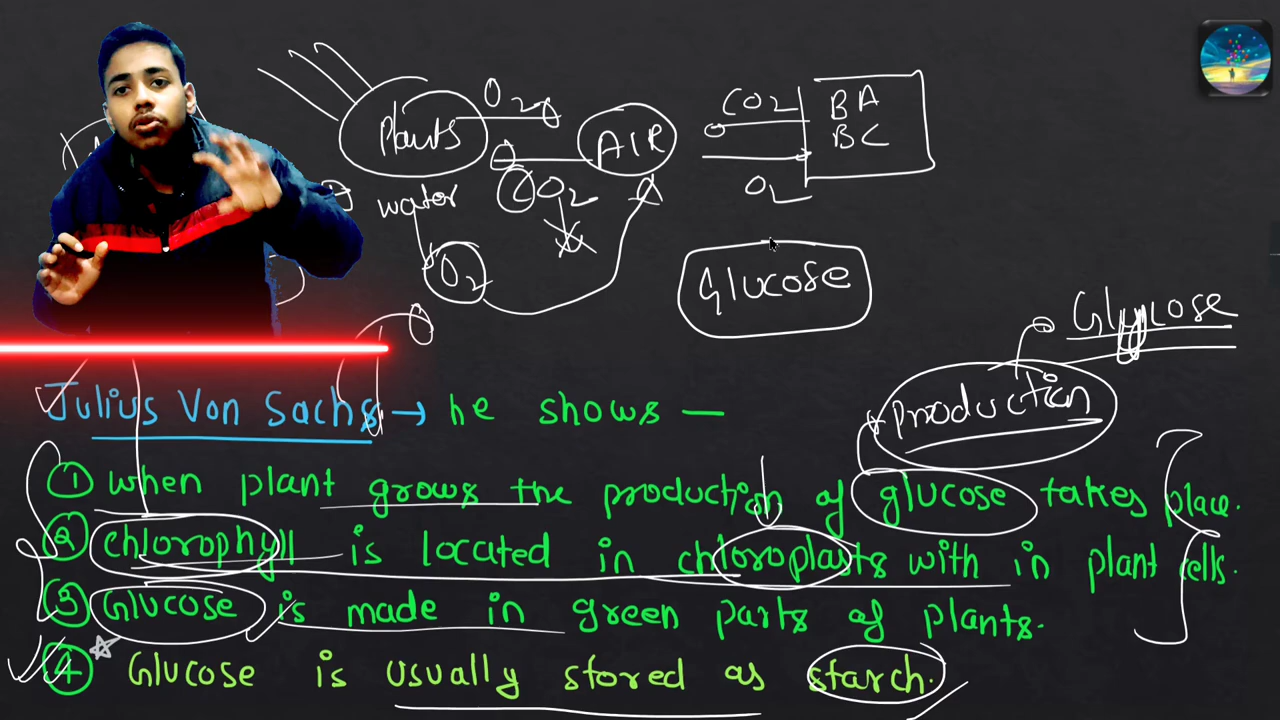 Plants O2 AIR CO2 BA
BC
water CO2 O2
O2
Glucose
Glucose
Production
Julius Von Sachs → he shows —
① when plant grows the production of glucose takes place.
② chlorophyll is located in chloroplasts with in plant cells.
③ Glucose is made in green parts of plants.
④ Glucose is usually stored as starch.